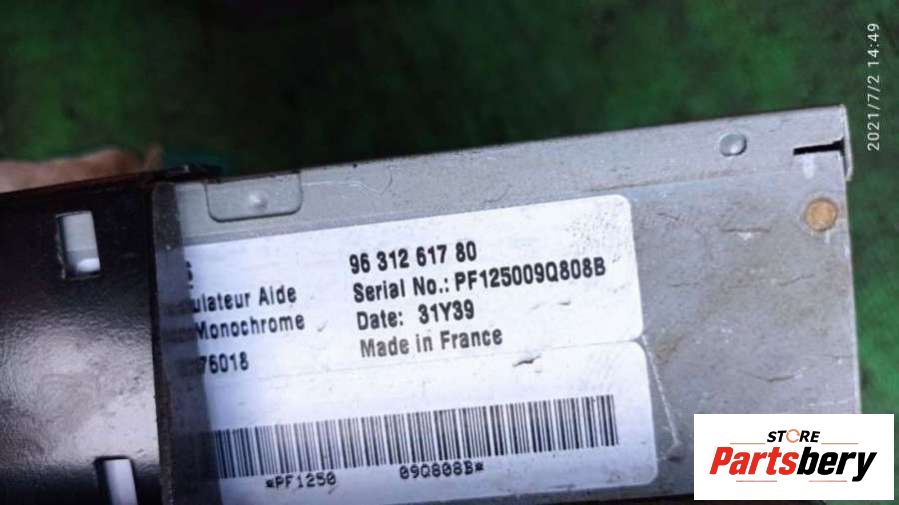 2021/7/2 14:49
96 312 617 80
Serial No.: PF125009Q808B
ulateur Aide
Date: 31Y39
Monochrome
Made in France
76018
*PF1250 09Q808B*
STORE
Partsbery